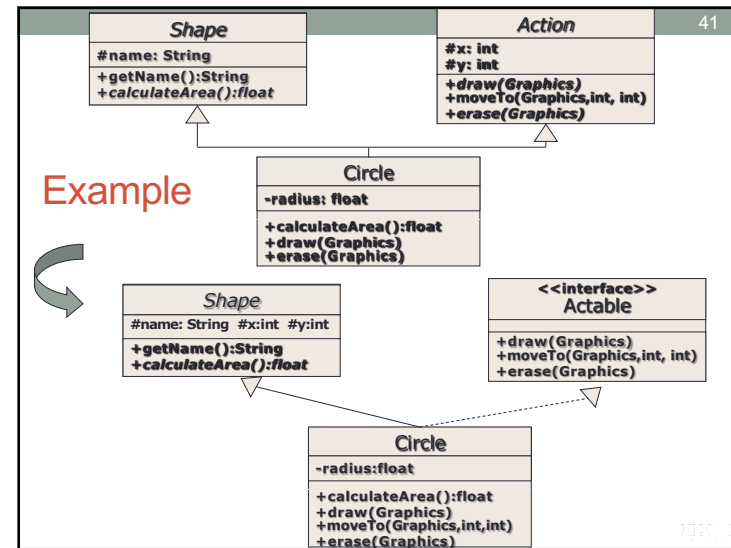 41
Shape
#name: String
+getName():String
+calculateArea():float
Action
#x: int
#y: int
+draw(Graphics)
+moveTo(Graphics,int, int)
+erase(Graphics)
Circle
-radius: float
+calculateArea():float
+draw(Graphics)
+erase(Graphics)
Example
Shape
#name: String #x:int #y:int
+getName():String
+calculateArea():float
<<interface>>
Actable
+draw(Graphics)
+moveTo(Graphics,int, int)
+erase(Graphics)
Circle
-radius:float
+calculateArea():float
+draw(Graphics)
+moveTo(Graphics,int,int)
+erase(Graphics)